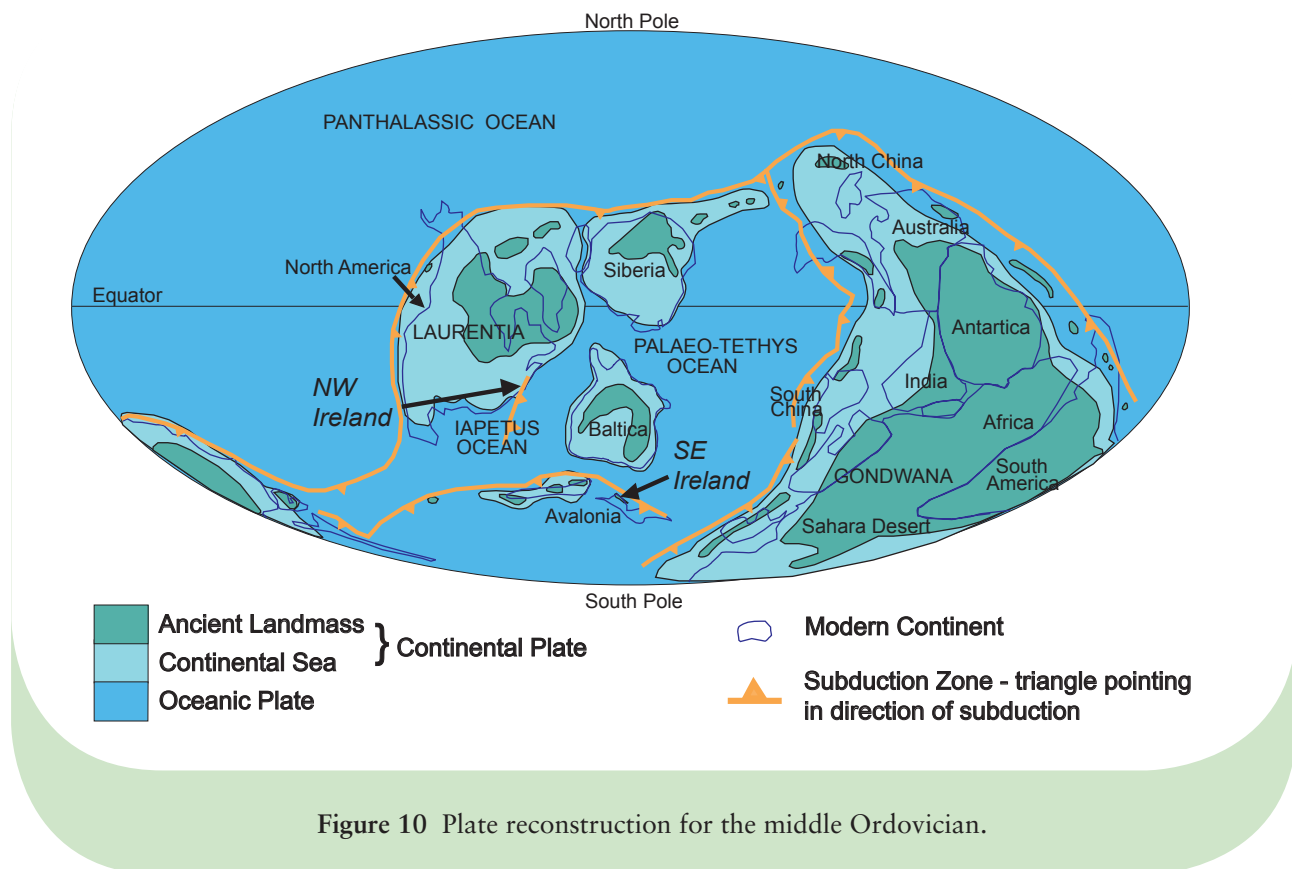 North Pole
PANTHALASSIC OCEAN
North China
Australia
North America
Siberia
Equator
LAURENTIA
Antartica
PALAEO-TETHYS
OCEAN
NW
Ireland
India
South
China
IAPETUS
OCEAN
Baltica
Africa
SE
Ireland
GONDWANA
South
America
Avalonia
Sahara Desert
South Pole
Ancient Landmass
Continental Sea
} Continental Plate
Oceanic Plate
Modern Continent
Subduction Zone - triangle pointing
in direction of subduction
Figure 10 Plate reconstruction for the middle Ordovician.